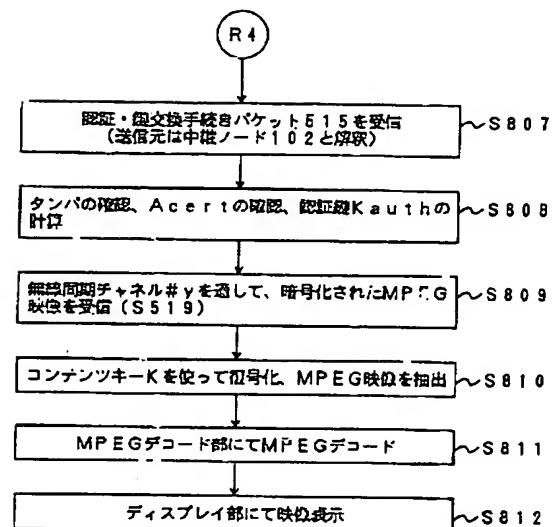 R4
認証・鍵交換手続きパケット515を受信
(送信元は中継ノード102と解釈)
S807
タンパの確認、Acertの確認、認証鍵Kauthの
計算
S808
無線同期チャネル#yを通して、暗号化されたMPEG
映像を受信(S519)
S809
コンテンツキーKを使って復号化、MPEG映像を抽出
S810
MPEGデコード部にてMPEGデコード
S811
ディスプレイ部にて映像表示
S812